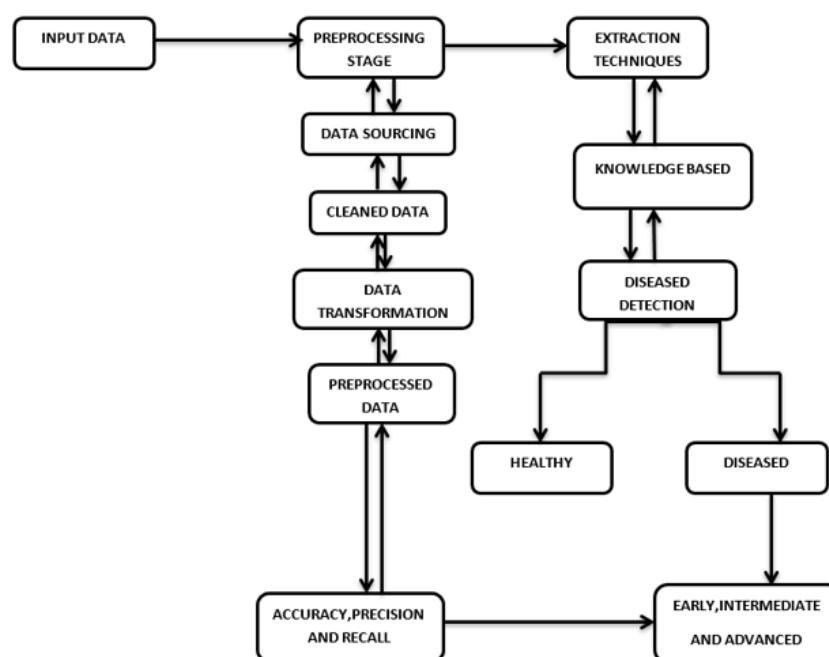 INPUT DATA
PREPROCESSING
STAGE
EXTRACTION
TECHNIQUES
DATA SOURCING
KNOWLEDGE BASED
CLEANED DATA
DATA
TRANSFORMATION
DISEASED
DETECTION
PREPROCESSED
DATA
HEALTHY
DISEASED
ACCURACY,PRECISION
AND RECALL
EARLY,INTERMEDIATE
AND ADVANCED